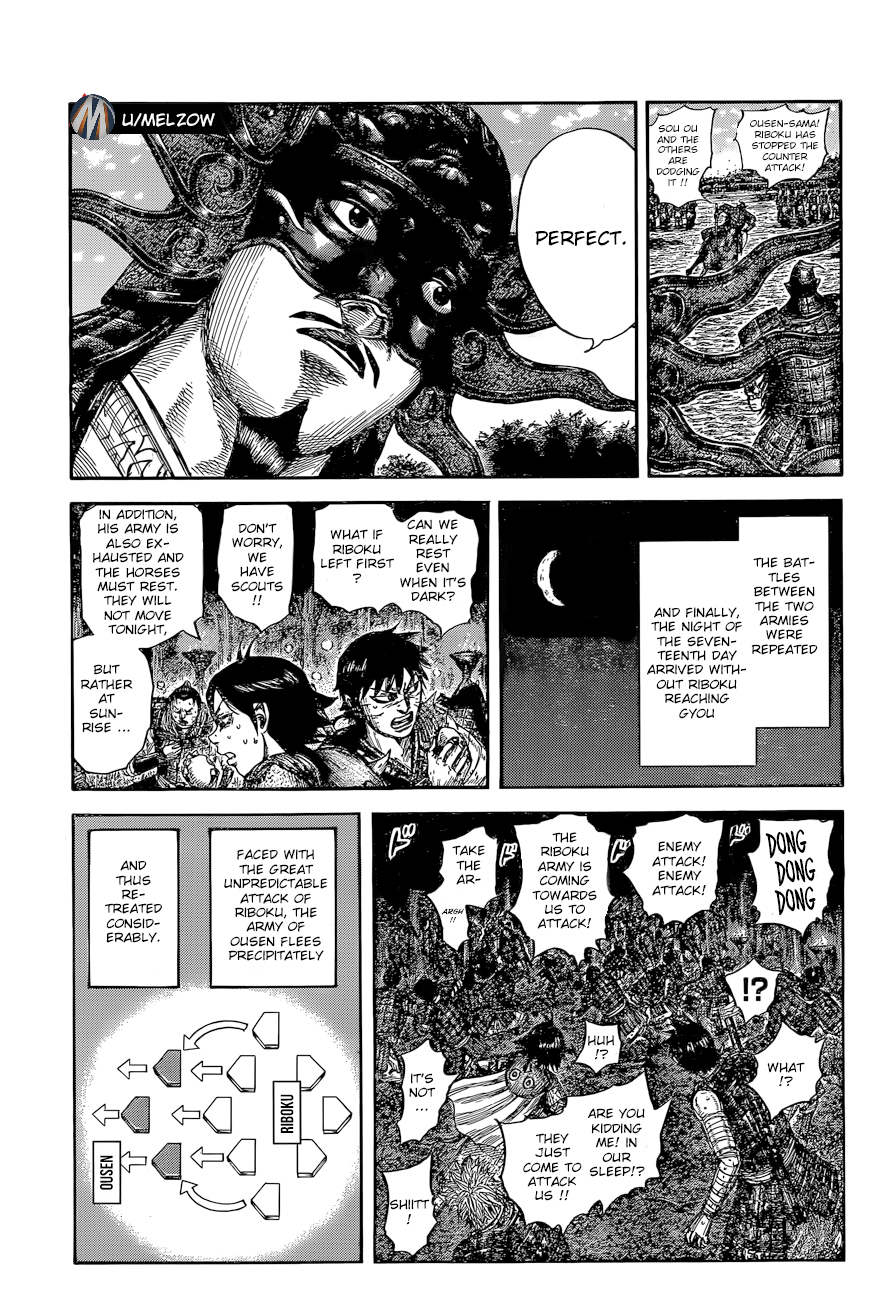 U/MELZOW
OUSEN-SAMA!
RIBOKU HAS
STOPPED THE
COUNTER
ATTACK!
SOU OU
AND THE
OTHERS
ARE
DODGING
IT !!
PERFECT.
THE BAT-
TLES
BETWEEN
THE TWO
ARMIES
WERE
REPEATED
AND FINALLY,
THE NIGHT OF
THE SEVEN-
TEENTH DAY
ARRIVED WITH-
OUT RIBOKU
REACHING
GYOU
CAN WE
REALLY
REST
EVEN
WHEN IT'S
DARK?
WHAT IF
RIBOKU
LEFT FIRST
?
DON'T
WORRY,
WE
HAVE
SCOUTS
!!
IN ADDITION,
HIS ARMY IS
ALSO EX-
HAUSTED AND
THE HORSES
MUST REST.
THEY WILL
NOT MOVE
TONIGHT,
BUT
RATHER
AT
SUN-
RISE ...
DONG
DONG
DONG
ENEMY
ATTACK!
ENEMY
ATTACK!
THE
RIBOKU
ARMY IS
COMING
TOWARDS
US TO
ATTACK!
TAKE
THE
AR-
ARGH
!!
!?
WHAT
!?
HUH
!?
IT'S
NOT
...
ARE YOU
KIDDING
ME! IN
OUR
SLEEP!?
THEY
JUST
COME TO
ATTACK
US !!
SHIITT
!
FACED WITH
THE GREAT
UNPREDICTABLE
ATTACK OF
RIBOKU, THE
ARMY OF
OUSEN FLEES
PRECIPITATELY
AND
THUS
RE-
TREATED
CONSID-
ERABLY.
RIBOKU
OUSEN